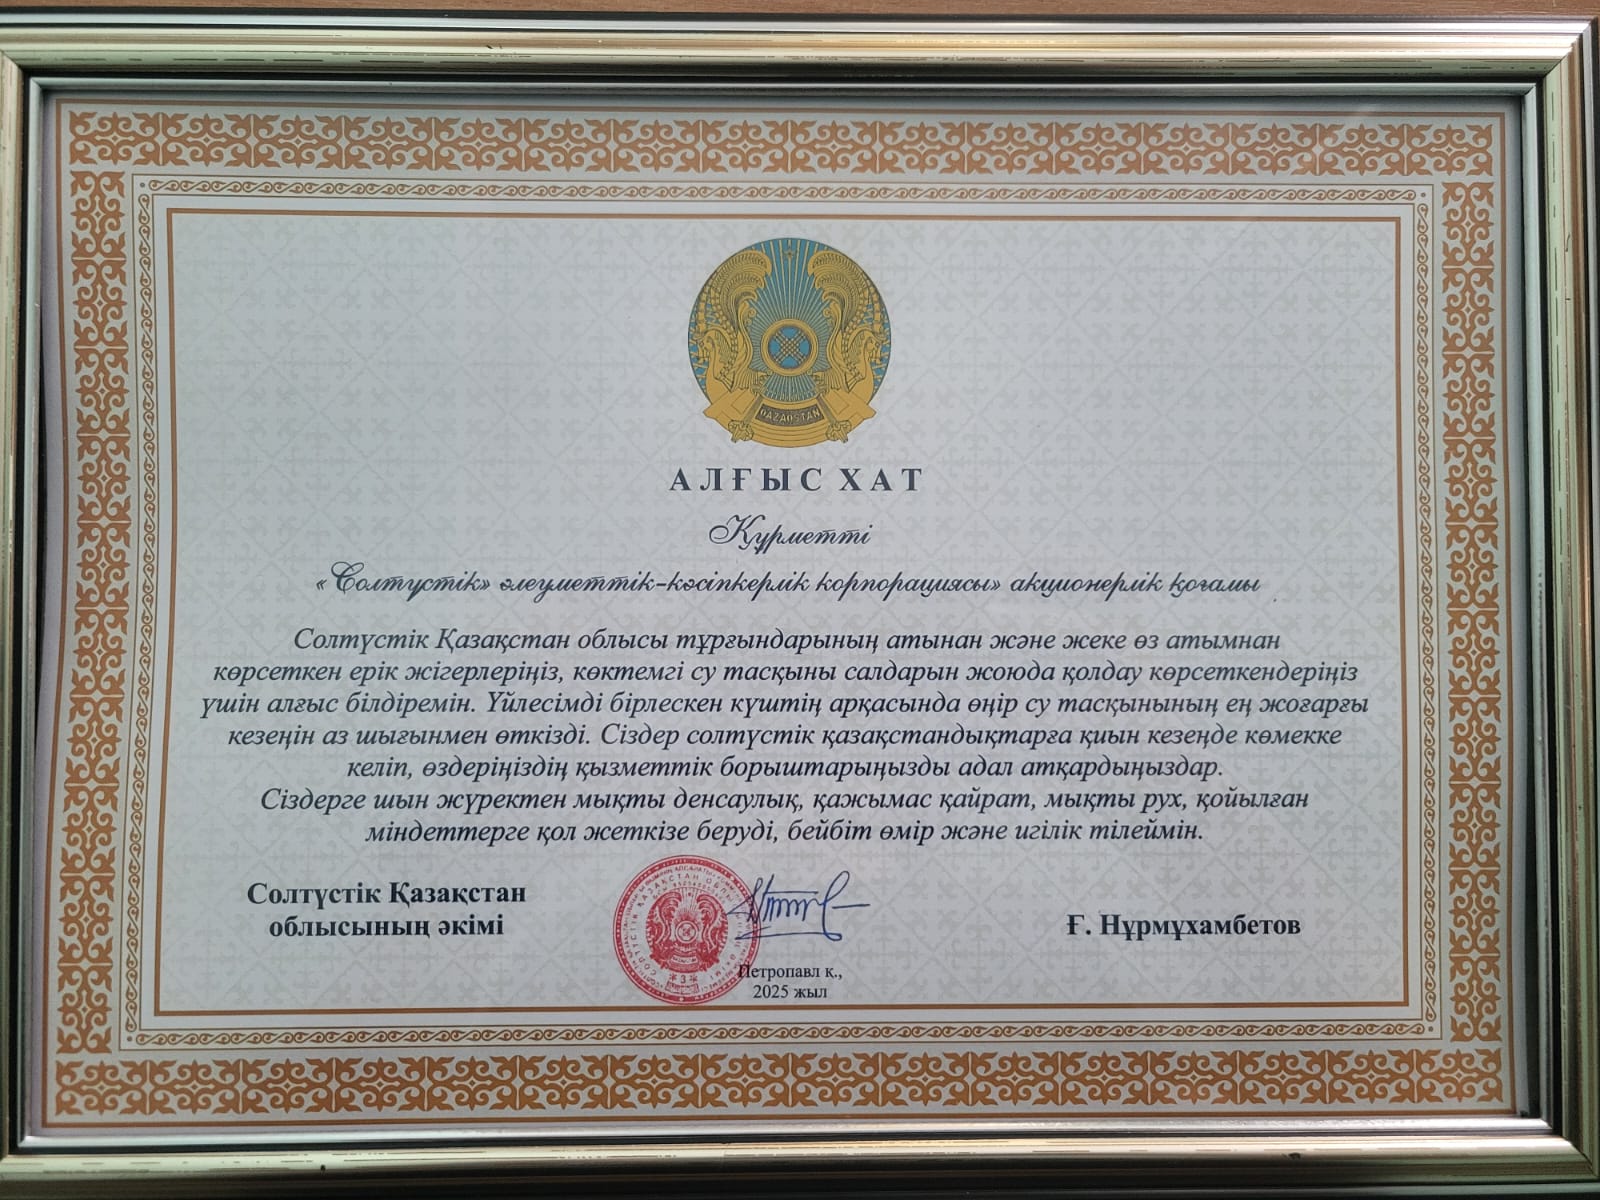 QAZAQSTAN
АЛҒЫС ХАТ
Құрметті
«Солтүстік» әлеуметтік-кәсіпкерлік корпорациясы» акционерлік қоғамы
Солтүстік Қазақстан облысы тұрғындарының атынан және жеке өз атымнан
көрсеткен ерік жігерлеріңіз, көктемгі су тасқыны салдарын жоюда қолдау көрсеткендеріңіз
үшін алғыс білдіремін. Үйлесімді бірлескен күштің арқасында өңір су тасқынының ең жоғарғы
кезеңін аз шығынмен өткізді. Сіздер солтүстік қазақстандықтарға қиын кезеңде көмекке
келіп, өздеріңіздің қызметтік борыштарыңызды адал атқардыңыздар.
Сіздерге шын жүректен мықты денсаулық, қажымас қайрат, мықты рух, қойылған
міндеттерге қол жеткізе беруді, бейбіт өмір және игілік тілеймін.
Солтүстік Қазақстан
облысының әкімі
Ғ. Нұрмұхамбетов
Петропавл қ.,
2025 жыл